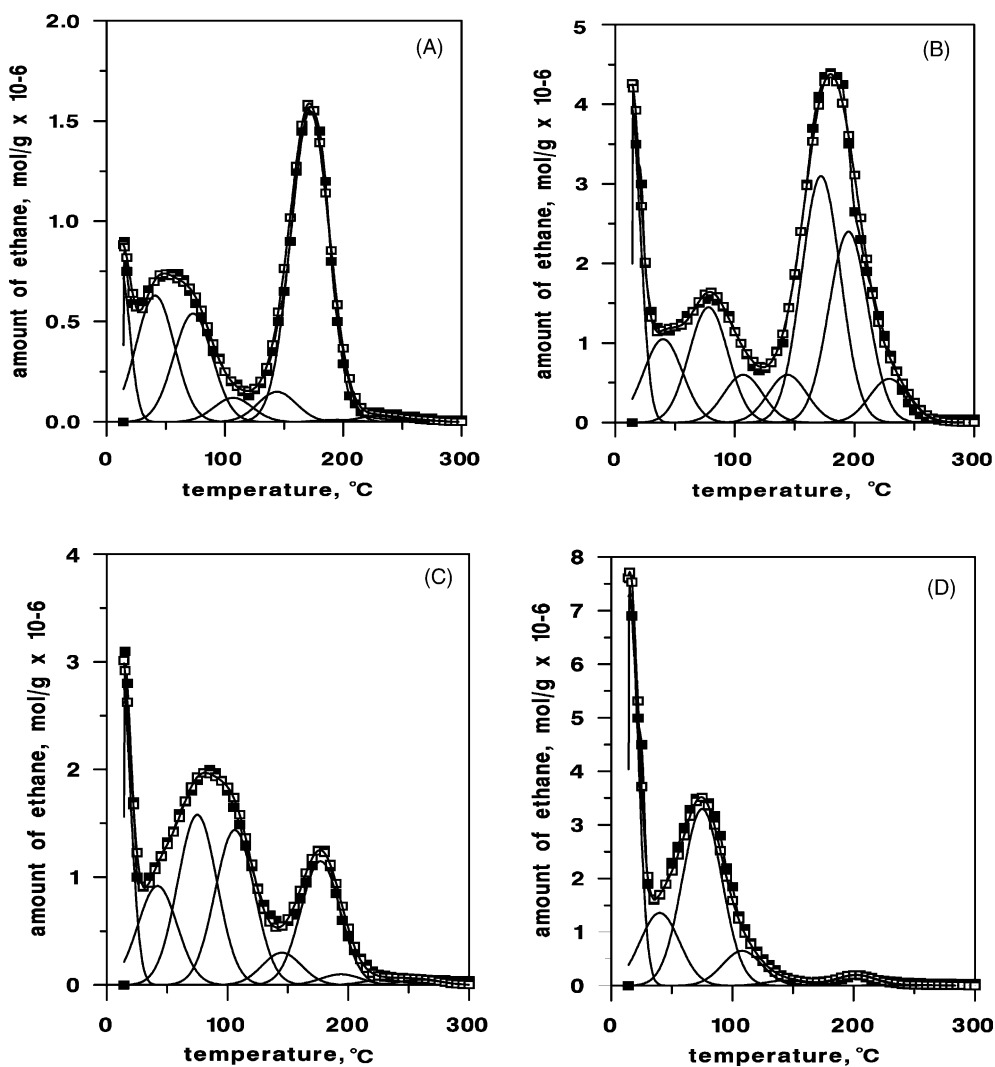 (A)
amount of ethane, mol/g x 10-6
2.0
1.5
1.0
0.5
0.0
0 100 200 300
temperature, °C
(B)
amount of ethane, mol/g x 10-6
5
4
3
2
1
0
0 100 200 300
temperature, °C
(C)
amount of ethane, mol/g x 10-6
4
3
2
1
0
0 100 200 300
temperature, °C
(D)
amount of ethane, mol/g x 10-6
8
7
6
5
4
3
2
1
0
0 100 200 300
temperature, °C